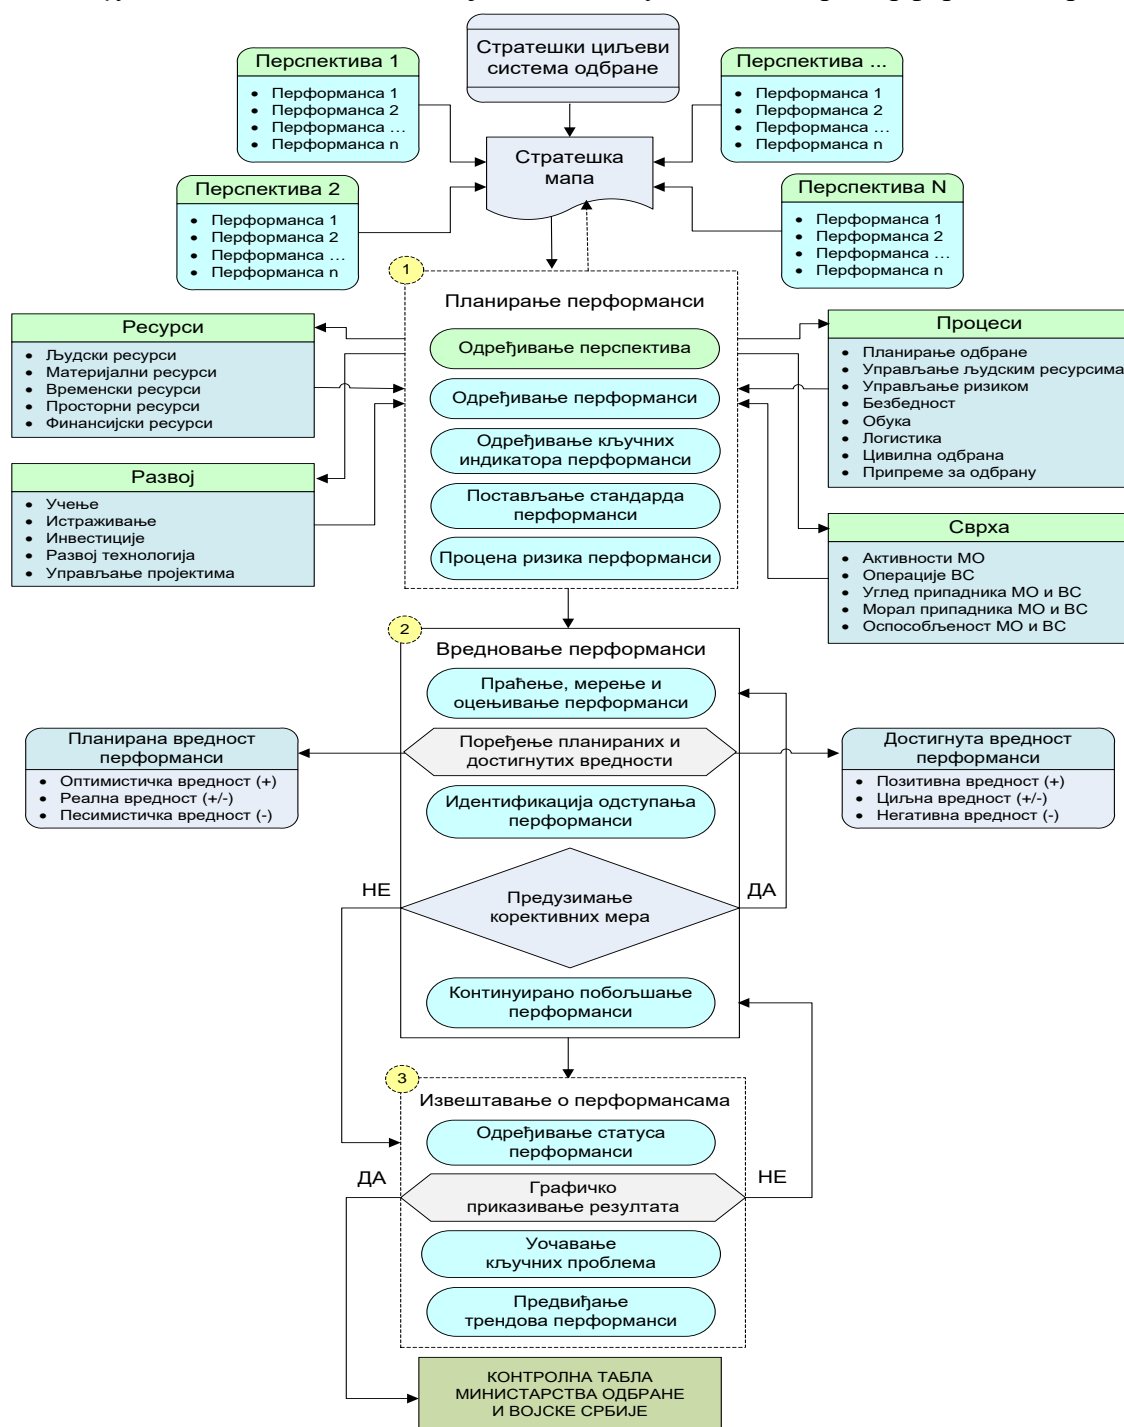 Стратешки циљеви
система одбране
Перспектива 1
• Перформанса 1
• Перформанса 2
• Перформанса ...
• Перформанса n
Перспектива ...
• Перформанса 1
• Перформанса 2
• Перформанса ...
• Перформанса n
Стратешка
мапа
Перспектива 2
• Перформанса 1
• Перформанса 2
• Перформанса ...
• Перформанса n
Перспектива N
• Перформанса 1
• Перформанса 2
• Перформанса ...
• Перформанса n
1
Планирање перформанси
Одређивање перспектива
Одређивање перформанси
Одређивање кључних
индикатора перформанси
Постављање стандарда
перформанси
Процена ризика перформанси
Ресурси
• Људски ресурси
• Материјални ресурси
• Временски ресурси
• Просторни ресурси
• Финансијски ресурси
Развој
• Учење
• Истраживање
• Инвестиције
• Развој технологија
• Управљање пројектима
Процеси
• Планирање одбране
• Управљање људским ресурсима
• Управљање ризиком
• Безбедност
• Обука
• Логистика
• Цивилна одбрана
• Припреме за одбрану
Сврха
• Активности МО
• Операције ВС
• Углед припадника МО и ВС
• Морал припадника МО и ВС
• Оспособљеност МО и ВС
2
Вредновање перформанси
Праћење, мерење и
оцењивање перформанси
Поређење планираних и
достигнутих вредности
Идентификација одступања
перформанси
Планирана вредност
перформанси
• Оптимистичка вредност (+)
• Реална вредност (+/-)
• Песимистичка вредност (-)
Достигнута вредност
перформанси
• Позитивна вредност (+)
• Циљна вредност (+/-)
• Негативна вредност (-)
НЕ
Предузимање
корективних мера
ДА
Континуирано побољшање
перформанси
3
Извештавање о перформансама
Одређивање статуса
перформанси
ДА
Графичко
приказивање резултата
НЕ
Уочавање
кључних проблема
Предвиђање
трендова перформанси
КОНТРОЛНА ТАБЛА
МИНИСТАРСТВА ОДБРАНЕ
И ВОЈСКЕ СРБИЈЕ